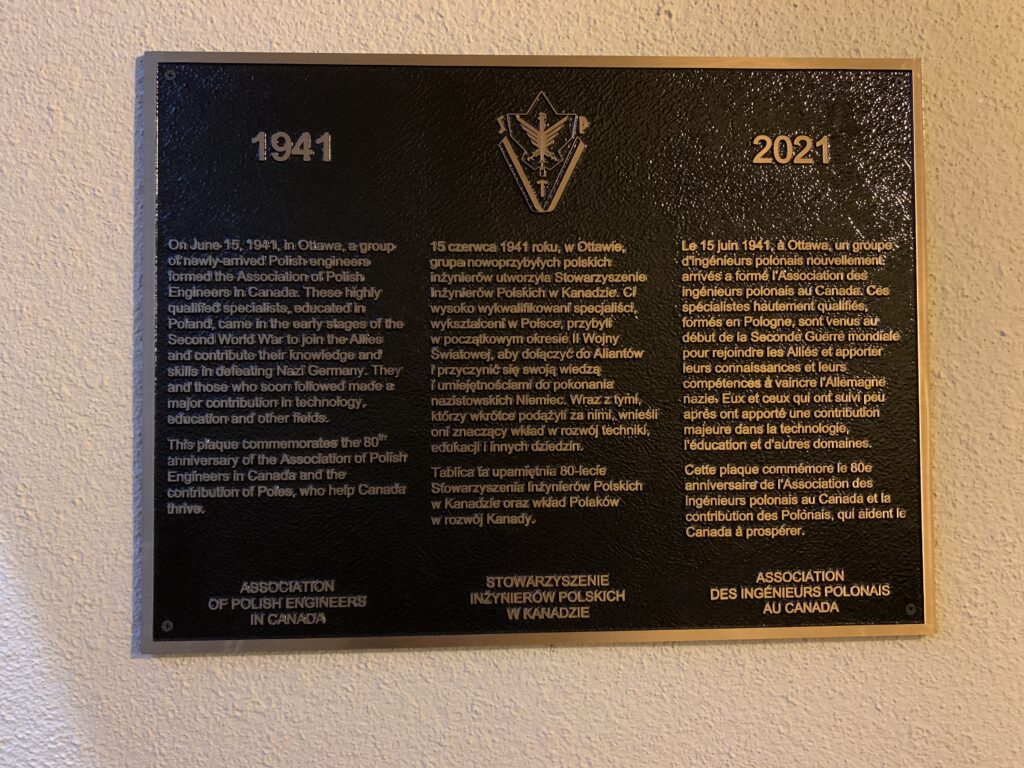 1941
S P
T
2021
On June 15, 1941, in Ottawa, a group
of newly-arrived Polish engineers
formed the Association of Polish
Engineers in Canada. These highly
qualified specialists, educated in
Poland, came in the early stages of the
Second World War to join the Allies
and contribute their knowledge and
skills in defeating Nazi Germany. They
and those who soon followed made a
major contribution in technology,
education and other fields.
This plaque commemorates the 80th
anniversary of the Association of Polish
Engineers in Canada and the
contribution of Poles, who help Canada
thrive.
ASSOCIATION
OF POLISH ENGINEERS
IN CANADA
15 czerwca 1941 roku, w Ottawie,
grupa nowoprzybyłych polskich
inżynierów utworzyła Stowarzyszenie
Inżynierów Polskich w Kanadzie. Ci
wysoko wykwalifikowani specjaliści,
wykształceni w Polsce, przybyli
w początkowym okresie II Wojny
Światowej, aby dołączyć do Aliantów
i przyczynić się swoją wiedzą
i umiejętnościami do pokonania
nazistowskich Niemiec. Wraz z tymi,
którzy wkrótce podążyli za nimi, wnieśli
oni znaczący wkład w rozwój techniki,
edukacji i innych dziedzin.
Tablica ta upamiętnia 80-lecie
Stowarzyszenia Inżynierów Polskich
w Kanadzie oraz wkład Polaków
w rozwój Kanady.
STOWARZYSZENIE
INŻYNIERÓW POLSKICH
W KANADZIE
Le 15 juin 1941, à Ottawa, un groupe
d'ingénieurs polonais nouvellement
arrivés a formé l'Association des
ingénieurs polonais au Canada. Ces
spécialistes hautement qualifiés,
formés en Pologne, sont venus au
début de la Seconde Guerre mondiale
pour rejoindre les Alliés et apporter
leurs connaissances et leurs
compétences à vaincre l'Allemagne
nazie. Eux et ceux qui ont suivi peu
après ont apporté une contribution
majeure dans la technologie,
l'éducation et d'autres domaines.
Cette plaque commémore le 80e
anniversaire de l'Association des
ingénieurs polonais au Canada et la
contribution des Polonais, qui aident le
Canada à prospérer.
ASSOCIATION
DES INGÉNIEURS POLONAIS
AU CANADA